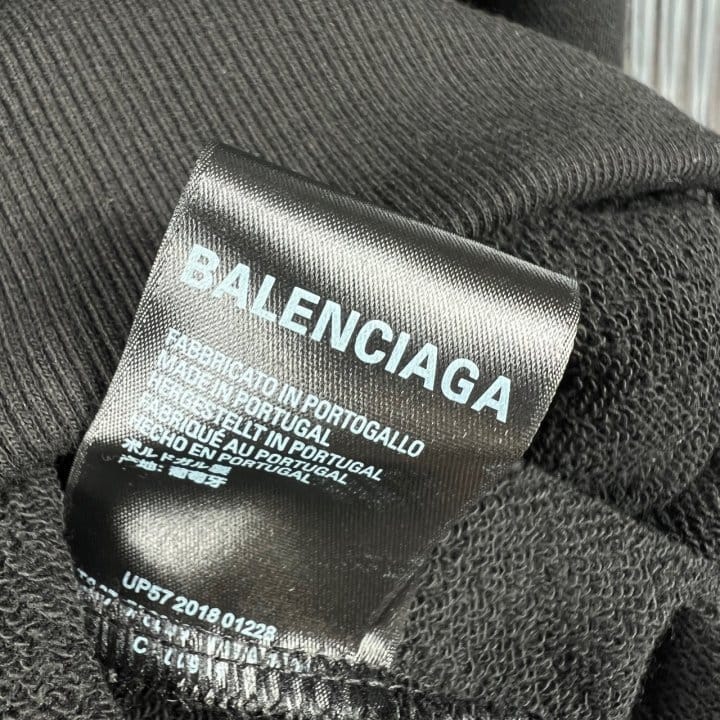 BALENCIAGA
FABBRICATO IN PORTOGALLO
MADE IN PORTUGAL
HERGESTELLT IN PORTUGAL
FABRIQUÉ AU PORTUGAL
HECHO EN PORTUGAL
ポルトガル製
产地: 葡萄牙
UP57 2018 01228